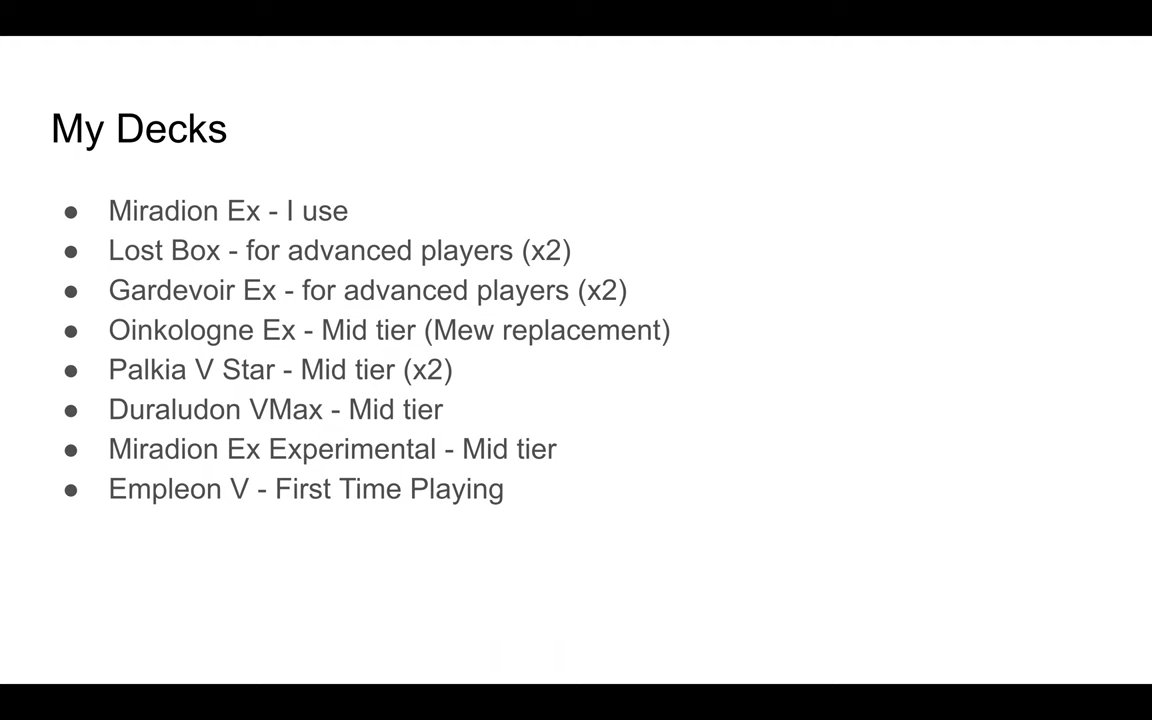 My Decks
● Miradion Ex - I use
● Lost Box - for advanced players (x2)
● Gardevoir Ex - for advanced players (x2)
● Oinkologne Ex - Mid tier (Mew replacement)
● Palkia V Star - Mid tier (x2)
● Duraludon VMax - Mid tier
● Miradion Ex Experimental - Mid tier
● Empleon V - First Time Playing